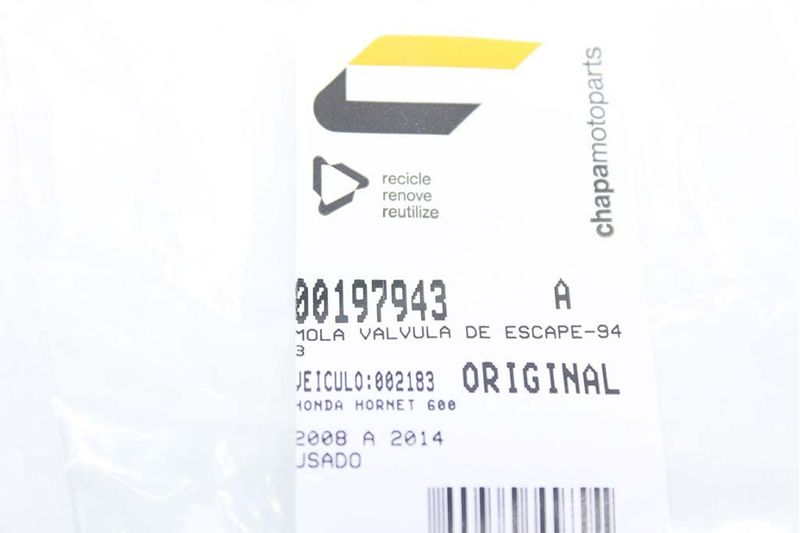 chapamotoparts
recicle
renove
reutilize
00197943 A
MOLA VALVULA DE ESCAPE-94
3
VEICULO:002183 ORIGINAL
HONDA HORNET 600
2008 A 2014
USADO